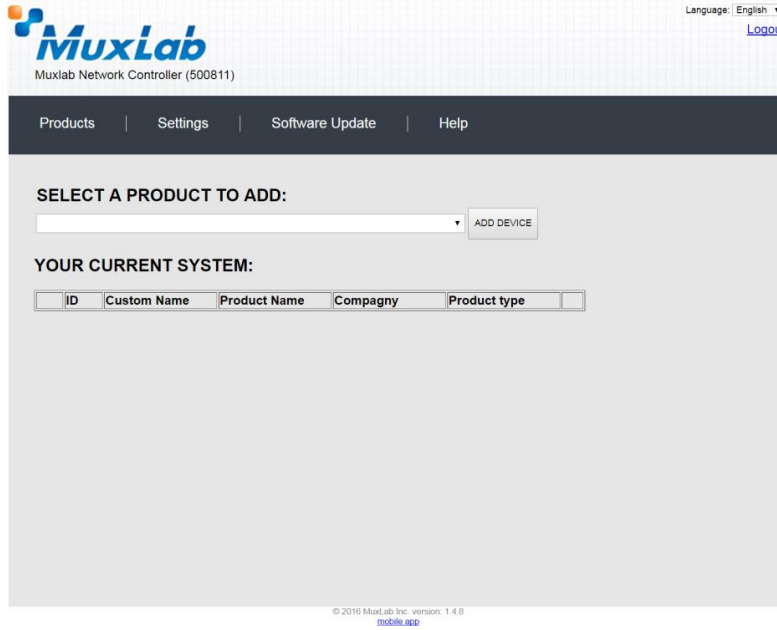 Language: English
MuxLab
Muxlab Network Controller (500811)
Products | Settings | Software Update | Help
SELECT A PRODUCT TO ADD:
ADD DEVICE
YOUR CURRENT SYSTEM:
ID Custom Name Product Name Compagny Product type
© 2016 MuxLab Inc. version: 1.4.8
mobile app